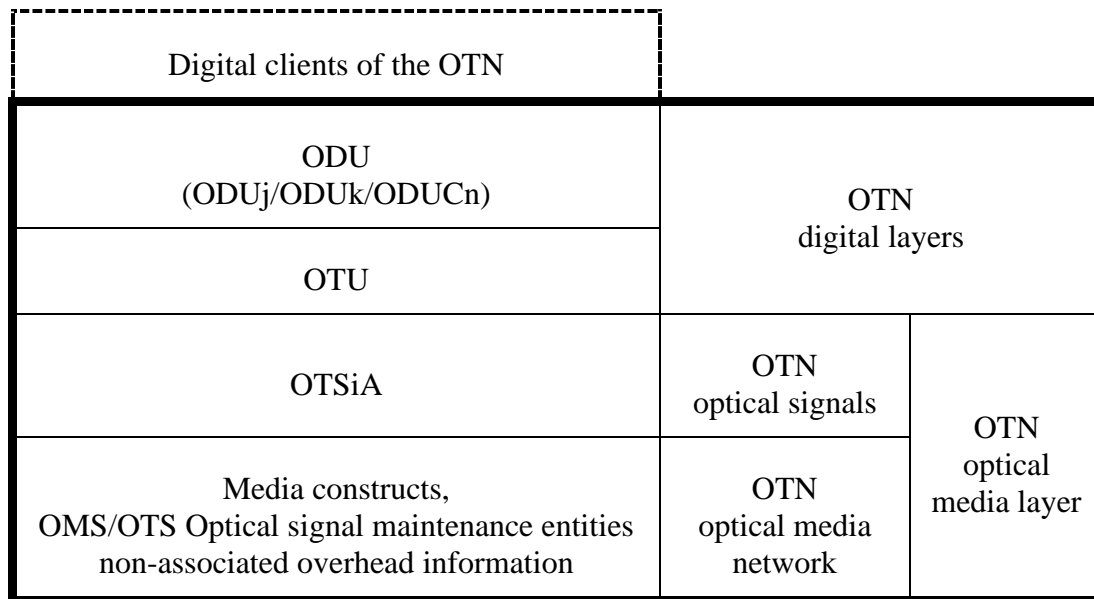 Digital clients of the OTN
ODU
(ODUj/ODUk/ODUCn)
OTN
digital layers
OTU
OTSiA
OTN
optical signals
OTN
optical
media layer
Media constructs,
OMS/OTS Optical signal maintenance entities
non-associated overhead information
OTN
optical media
network